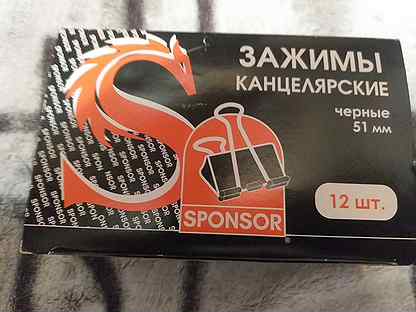 ЗАЖИМЫ
КАНЦЕЛЯРСКИЕ
черные
51 мм
12 шт.
SPONSOR